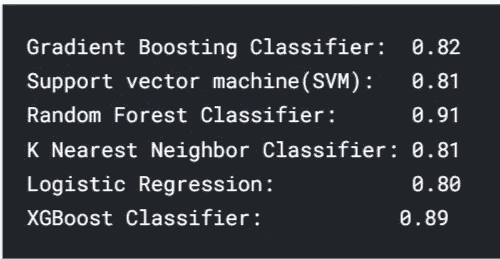 Gradient Boosting Classifier: 0.82
Support vector machine(SVM): 0.81
Random Forest Classifier: 0.91
K Nearest Neighbor Classifier: 0.81
Logistic Regression: 0.80
XGBoost Classifier: 0.89